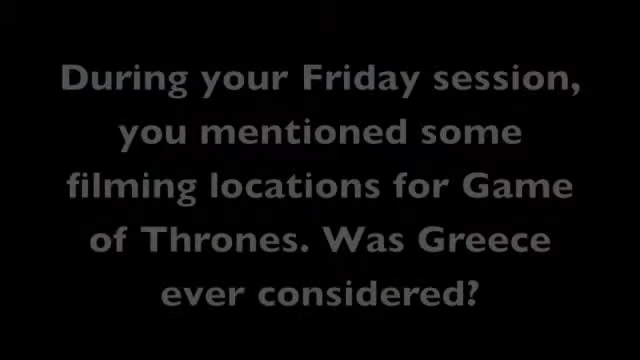 During your Friday session,
you mentioned some
filming locations for Game
of Thrones. Was Greece
ever considered?